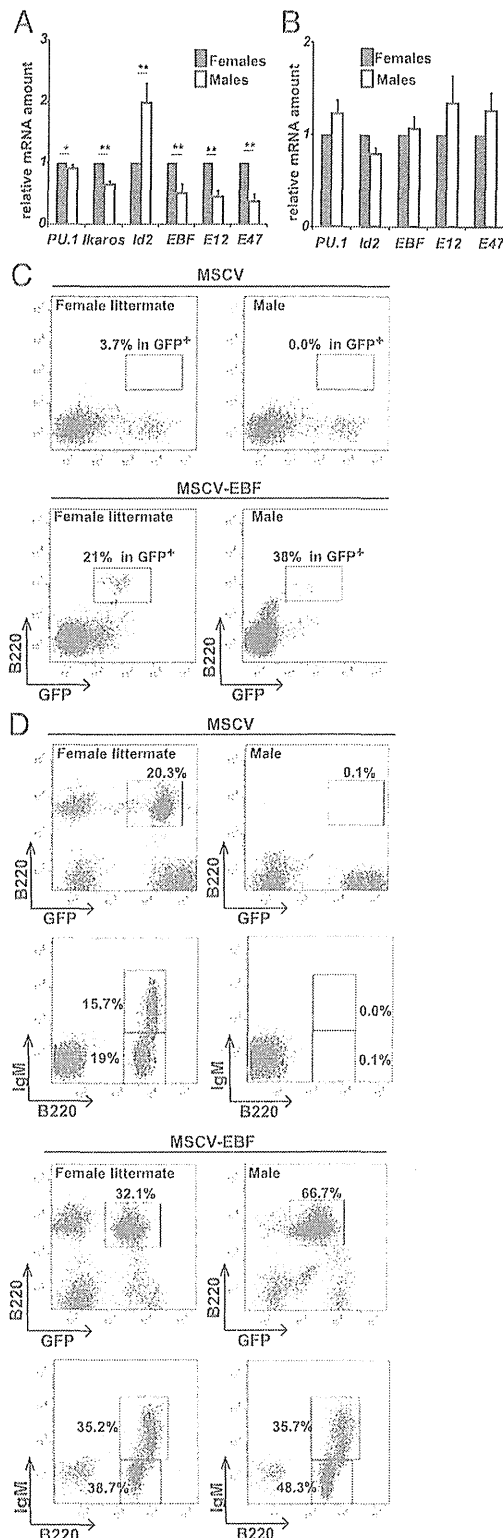 A
relative mRNA amount
3
2
1
0
Females
Males
**
* ** ** ** **
PU.1 Ikaros Id2 EBF E12 E47
B
relative mRNA amount
2
1
0
Females
Males
PU.1 Id2 EBF E12 E47
C
MSCV
Female littermate
3.7% in GFP+
Male
0.0% in GFP+
MSCV-EBF
Female littermate
21% in GFP+
Male
38% in GFP+
B220
GFP
B220
GFP
D
MSCV
Female littermate
20.3%
Male
0.1%
B220
GFP
B220
GFP
15.7%
19%
0.0%
0.1%
IgM
B220
IgM
B220
MSCV-EBF
Female littermate
32.1%
Male
66.7%
B220
GFP
B220
GFP
35.2%
38.7%
35.7%
48.3%
IgM
B220
IgM
B220